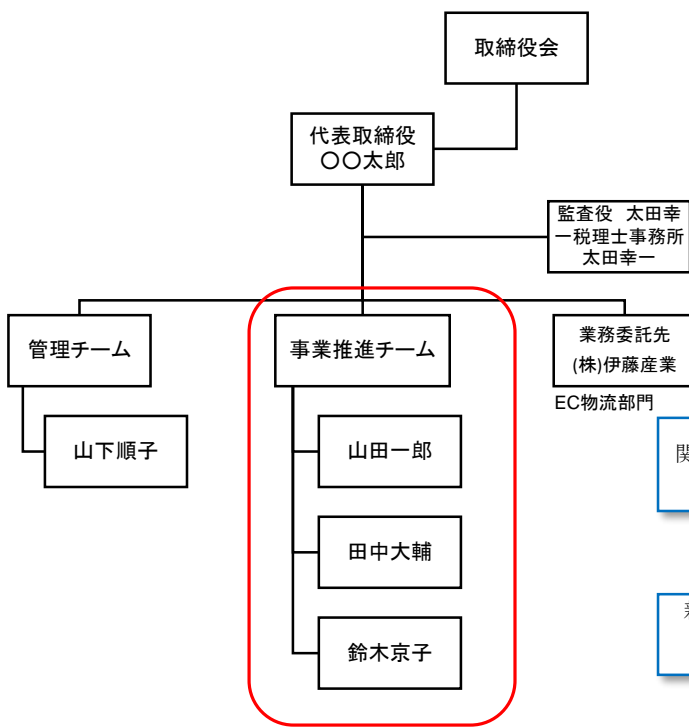 取締役会
代表取締役
〇〇太郎
監査役 太田幸
一税理士事務所
太田幸一
管理チーム
事業推進チーム
業務委託先
(株)伊藤産業
EC物流部門
山下順子
山田一郎
関
田中大輔
鈴木京子